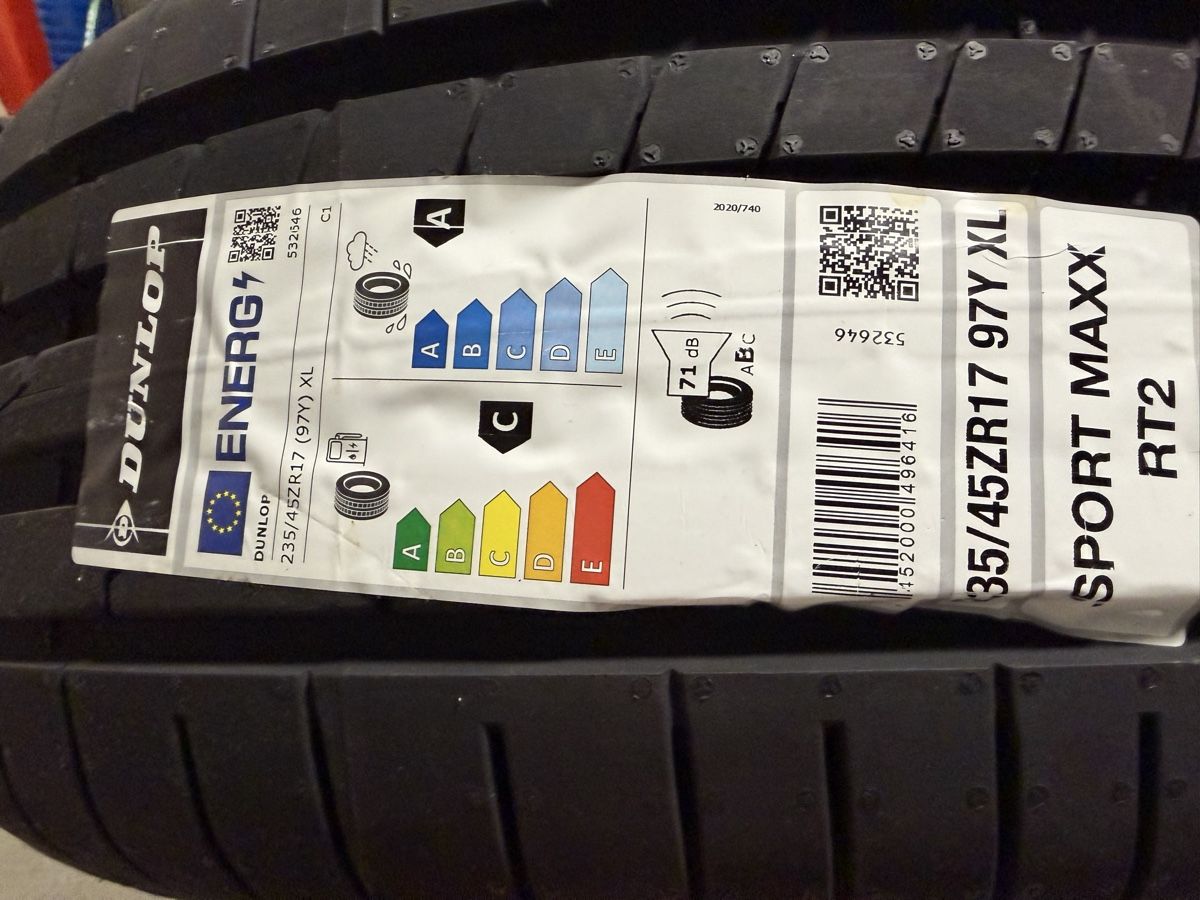 DUNLOP
ENERG
532646
DUNLOP
235/45ZR17 (97Y) XL
C1
A
A
B
C
D
E
C
A
B
C
D
E
71 dB
ABC
2020/740
532646
4520001496416
35/45ZR17 97Y XL
SPORT MAXX
RT2